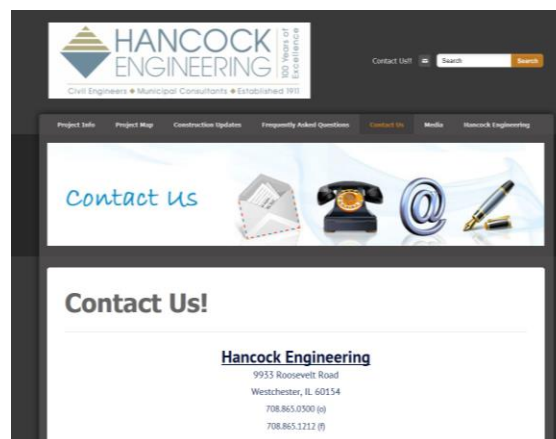 HANCOCK
ENGINEERING
100 Years of
Excellence
Civil Engineers ◆ Municipal Consultants ◆ Established 1911
Contact Us!! Search Search
Project Info Project Map Construction Updates Frequently Asked Questions Contact Us Media Hancock Engineering
Contact Us @
Contact Us!
Hancock Engineering
9933 Roosevelt Road
Westchester, IL 60154
708.865.0300 (o)
708.865.1212 (f)